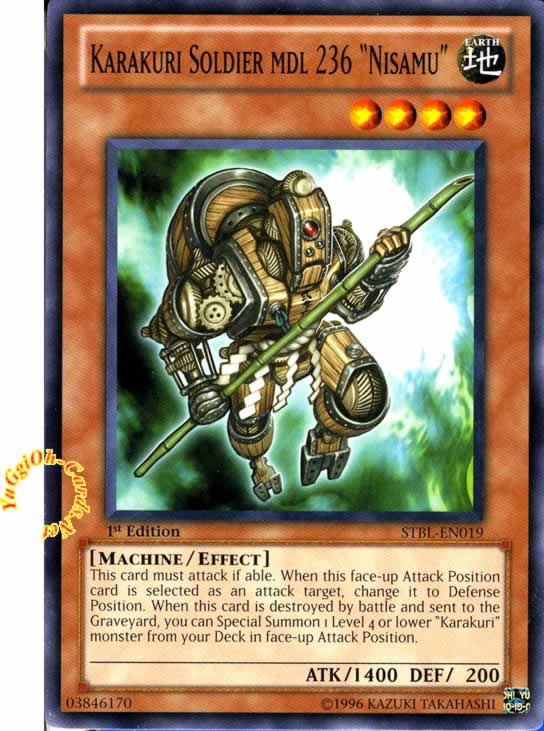 KARAKURI SOLDIER MDL 236 "NISAMU"
EARTH
地
1st Edition
STBL-EN019
[MACHINE/EFFECT]
This card must attack if able. When this face-up Attack Position
card is selected as an attack target, change it to Defense
Position. When this card is destroyed by battle and sent to the
Graveyard, you can Special Summon 1 Level 4 or lower "Karakuri"
monster from your Deck in face-up Attack Position.
ATK/1400 DEF/ 200
03846170
©1996 KAZUKI TAKAHASHI
YuGgiOh-Cards.Net